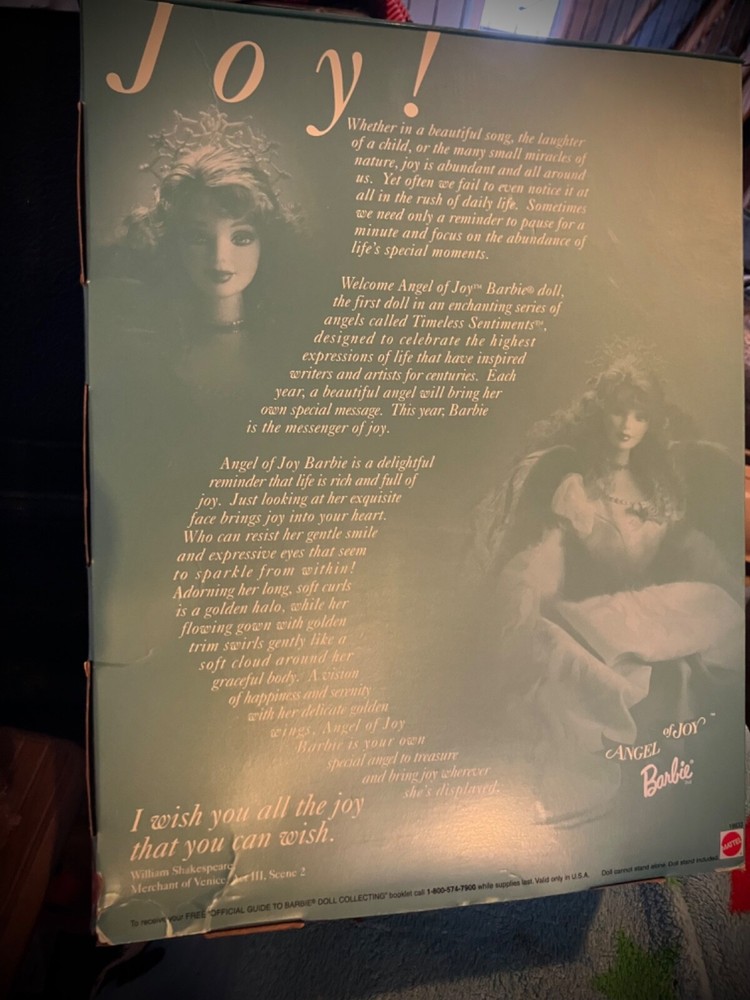 Joy!
Whether in a beautiful song, the laughter
of a child, or the many small miracles of
nature, joy is abundant and all around
us. Yet often we fail to even notice it at
all in the rush of daily life. Sometimes
we need only a reminder to pause for a
minute and focus on the abundance of
life's special moments.
Welcome Angel of Joy™ Barbie® doll,
the first doll in an enchanting series of
angels called Timeless Sentiments™,
designed to celebrate the highest
expressions of life that have inspired
writers and artists for centuries. Each
year, a beautiful angel will bring her
own special message. This year, Barbie
is the messenger of joy.
Angel of Joy Barbie is a delightful
reminder that life is rich and full of
joy. Just looking at her exquisite
face brings joy into your heart.
Who can resist her gentle smile
and expressive eyes that seem
to sparkle from within!
Adorning her long, soft curls
is a golden halo, while her
flowing gown with golden
trim swirls gently like a
soft cloud around her
graceful body. A vision
of happiness and serenity
with her delicate golden
wings, Angel of Joy
Barbie is your own
special angel to treasure
and bring joy wherever
she's displayed.
ANGEL of JOY™
Barbie™
I wish you all the joy
that you can wish.
William Shakespeare
Merchant of Venice, Act III, Scene 2
MATTEL
To receive your FREE "OFFICIAL GUIDE TO BARBIE® DOLL COLLECTING" booklet call 1-800-574-7900 while supplies last. Valid only in U.S.A.
Doll cannot stand alone. Doll stand included.